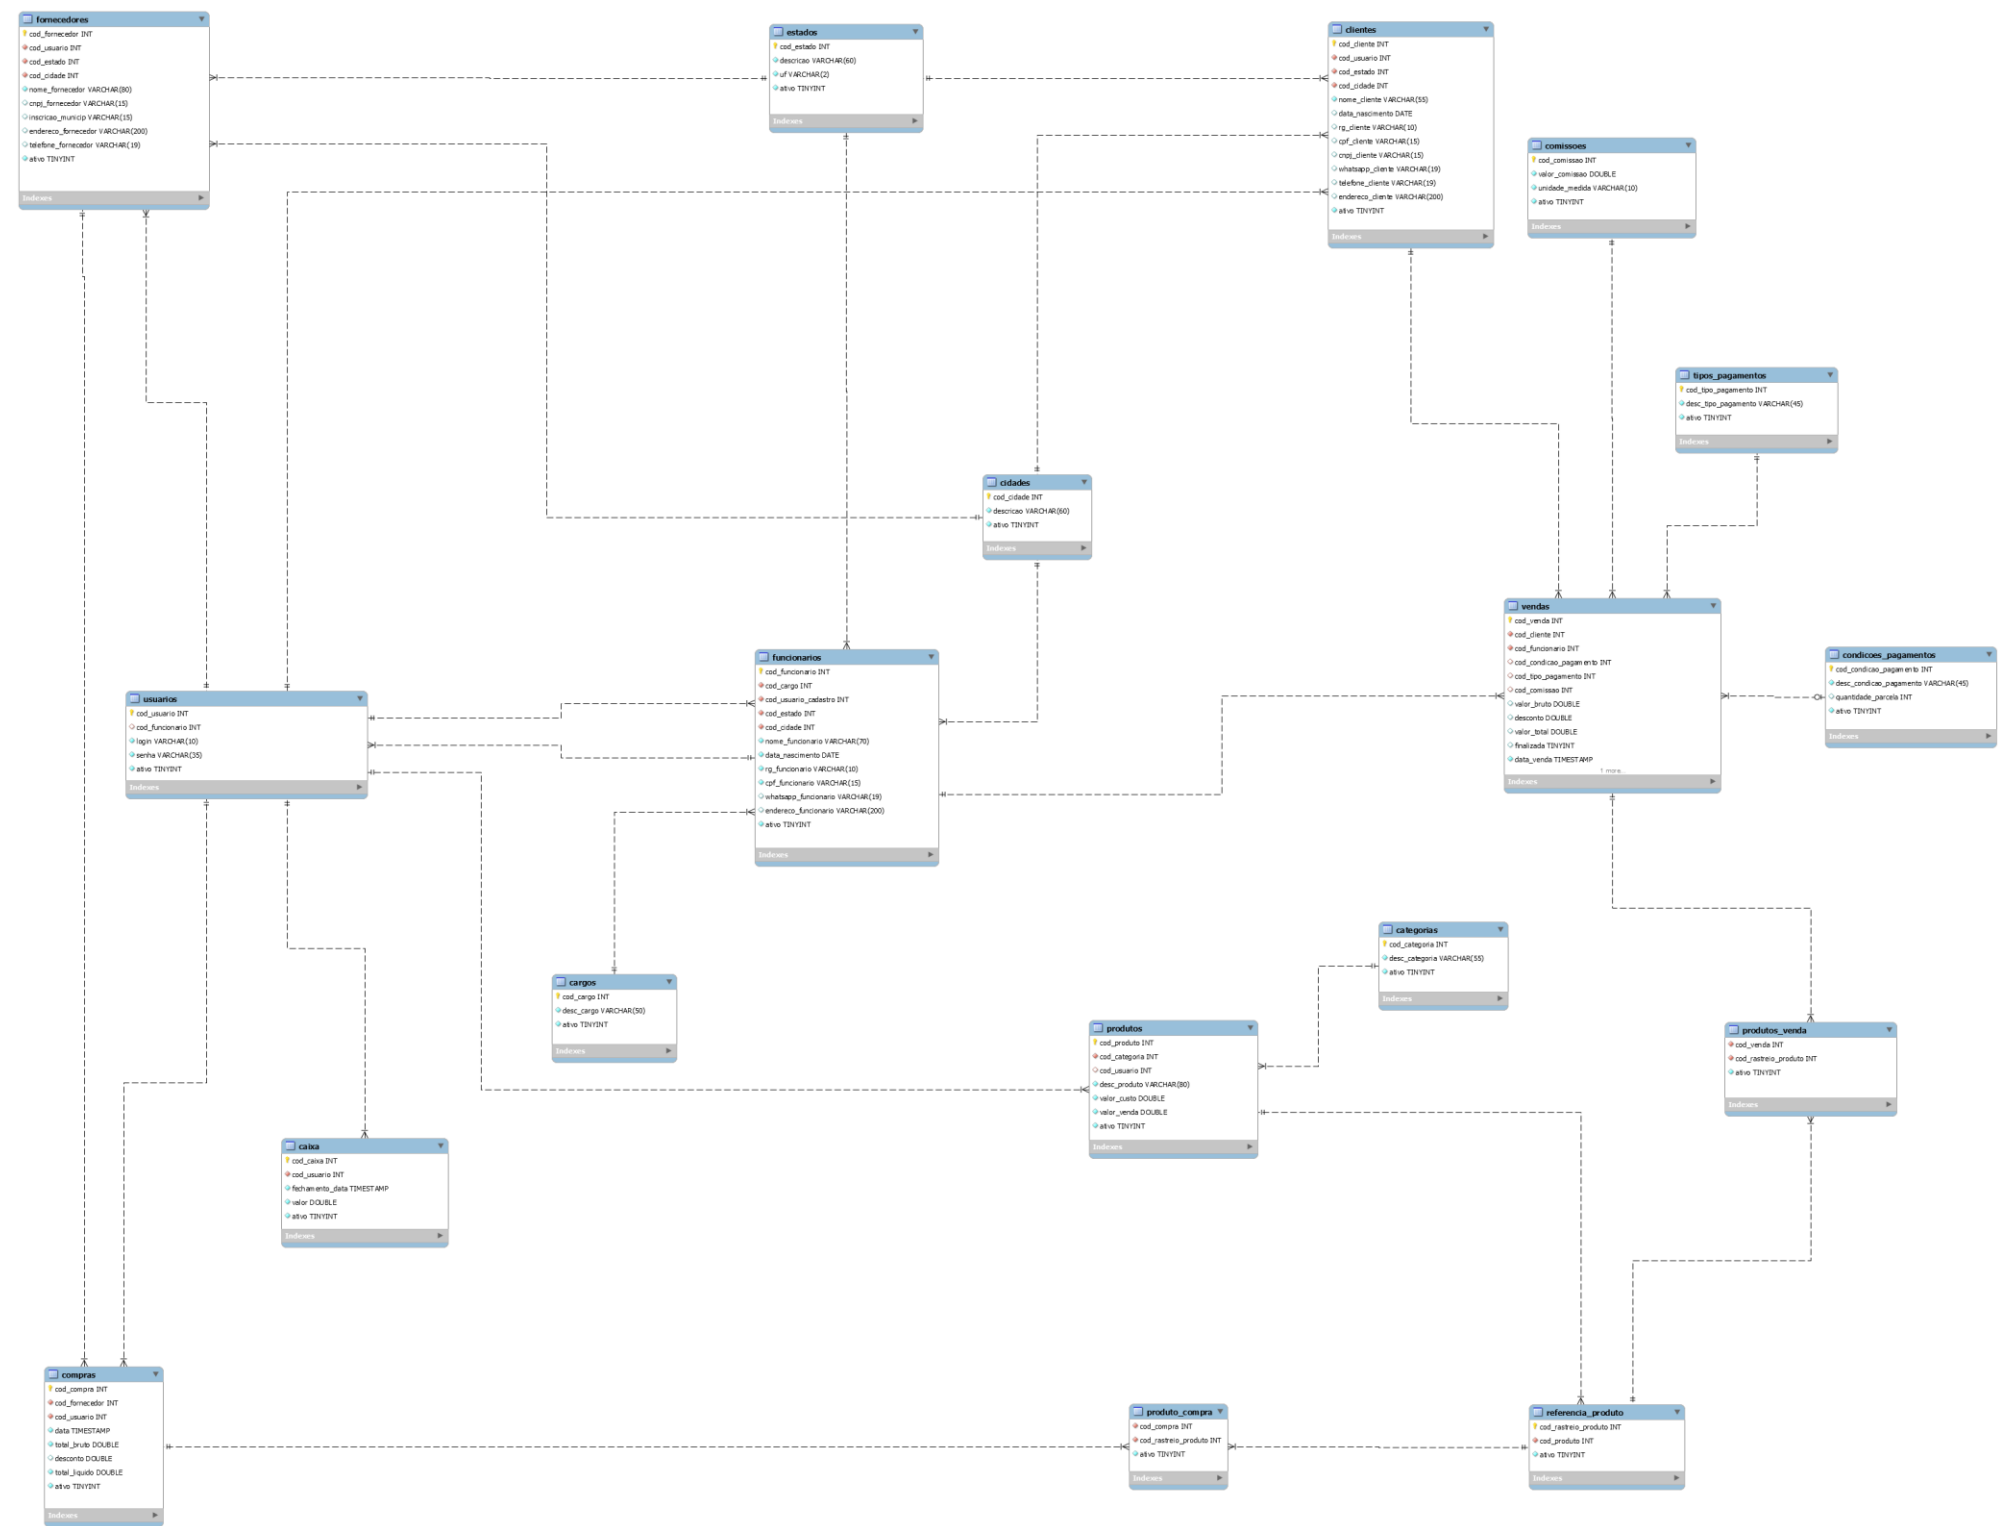 fornecedores
cod_fornecedor INT
cod_usuario INT
cod_estado INT
cod_cidade INT
nome_fornecedor VARCHAR(80)
cnpj_fornecedor VARCHAR(15)
inscricao_municip VARCHAR(15)
endereco_fornecedor VARCHAR(200)
telefone_fornecedor VARCHAR(19)
ativo TINYINT
Indexes
estados
cod_estado INT
descricao VARCHAR(60)
uf VARCHAR(2)
ativo TINYINT
Indexes
clientes
cod_cliente INT
cod_usuario INT
cod_estado INT
cod_cidade INT
nome_cliente VARCHAR(55)
data_nascimento DATE
rg_cliente VARCHAR(10)
cpf_cliente VARCHAR(15)
cnpj_cliente VARCHAR(15)
whatsapp_cliente VARCHAR(19)
telefone_cliente VARCHAR(19)
endereco_cliente VARCHAR(200)
ativo TINYINT
Indexes
comissoes
cod_comissao INT
valor_comissao DOUBLE
unidade_medida VARCHAR(10)
ativo TINYINT
Indexes
tipos_pagamentos
cod_tipo_pagamento INT
desc_tipo_pagamento VARCHAR(45)
ativo TINYINT
Indexes
cidades
cod_cidade INT
descricao VARCHAR(60)
ativo TINYINT
Indexes
vendas
cod_venda INT
cod_cliente INT
cod_funcionario INT
cod_condicao_pagamento INT
cod_tipo_pagamento INT
cod_comissao INT
valor_bruto DOUBLE
desconto DOUBLE
valor_total DOUBLE
finalizada TINYINT
data_venda TIMESTAMP
1 more...
Indexes
condicoes_pagamentos
cod_condicao_pagamento INT
desc_condicao_pagamento VARCHAR(45)
quantidade_parcela INT
ativo TINYINT
Indexes
funcionarios
cod_funcionario INT
cod_cargo INT
cod_usuario_cadastro INT
cod_estado INT
cod_cidade INT
nome_funcionario VARCHAR(70)
data_nascimento DATE
rg_funcionario VARCHAR(10)
cpf_funcionario VARCHAR(15)
whatsapp_funcionario VARCHAR(19)
endereco_funcionario VARCHAR(200)
ativo TINYINT
Indexes
usuarios
cod_usuario INT
cod_funcionario INT
login VARCHAR(10)
senha VARCHAR(35)
ativo TINYINT
Indexes
categorias
cod_categoria INT
desc_categoria VARCHAR(55)
ativo TINYINT
Indexes
cargos
cod_cargo INT
desc_cargo VARCHAR(50)
ativo TINYINT
Indexes
produtos
cod_produto INT
cod_categoria INT
cod_usuario INT
desc_produto VARCHAR(80)
valor_custo DOUBLE
valor_venda DOUBLE
ativo TINYINT
Indexes
produtos_venda
cod_venda INT
cod_rastreio_produto INT
ativo TINYINT
Indexes
caixa
cod_caixa INT
cod_usuario INT
fechamento_data TIMESTAMP
valor DOUBLE
ativo TINYINT
Indexes
compras
cod_compra INT
cod_fornecedor INT
cod_usuario INT
data TIMESTAMP
total_bruto DOUBLE
desconto DOUBLE
total_liquido DOUBLE
ativo TINYINT
Indexes
produto_compra
cod_compra INT
cod_rastreio_produto INT
ativo TINYINT
Indexes
referencia_produto
cod_rastreio_produto INT
cod_produto INT
ativo TINYINT
Indexes